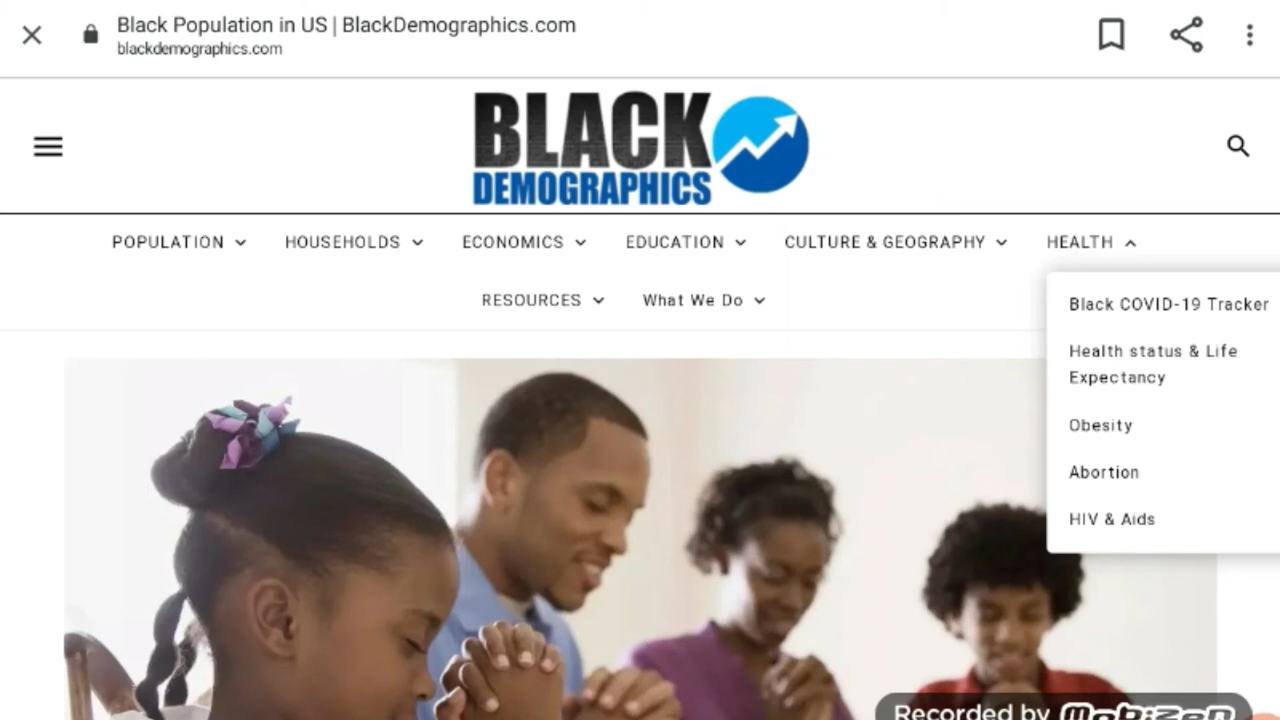 Black Population in US | BlackDemographics.com
blackdemographics.com
BLACK
DEMOGRAPHICS
POPULATION HOUSEHOLDS ECONOMICS EDUCATION CULTURE & GEOGRAPHY HEALTH
RESOURCES What We Do
Black COVID-19 Tracker
Health status & Life
Expectancy
Obesity
Abortion
HIV & Aids
Recorded by MOBIZEN